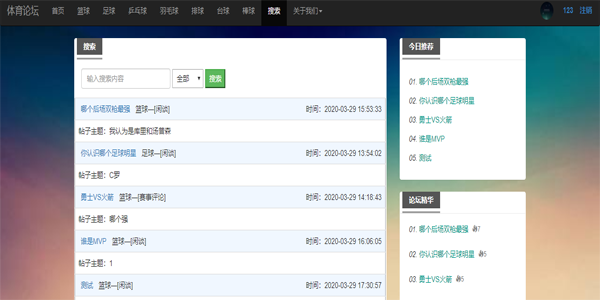 体育论坛 首页 篮球 足球 乒乓球 羽毛球 排球 台球 棒球 搜索 关于我们 123 注销
搜索
输入搜索内容 全部 搜索
哪个后场双枪最强 篮球---[闲谈] 时间：2020-03-29 15:53:33
帖子主题：我认为是库里和汤普森
你认识哪个足球明星 足球---[闲谈] 时间：2020-03-29 13:54:02
帖子主题：C罗
勇士VS火箭 篮球---[赛事评论] 时间：2020-03-29 14:18:43
帖子主题：哪个强
谁是MVP 篮球---[闲谈] 时间：2020-03-29 16:06:05
帖子主题：1
测试 篮球---[闲谈] 时间：2020-03-29 17:30:57
今日推荐
01. 哪个后场双枪最强
02. 你认识哪个足球明星
03. 勇士VS火箭
04. 谁是MVP
05. 测试
论坛精华
01. 哪个后场双枪最强 7
02. 你认识哪个足球明星 5
03. 勇士VS火箭 5